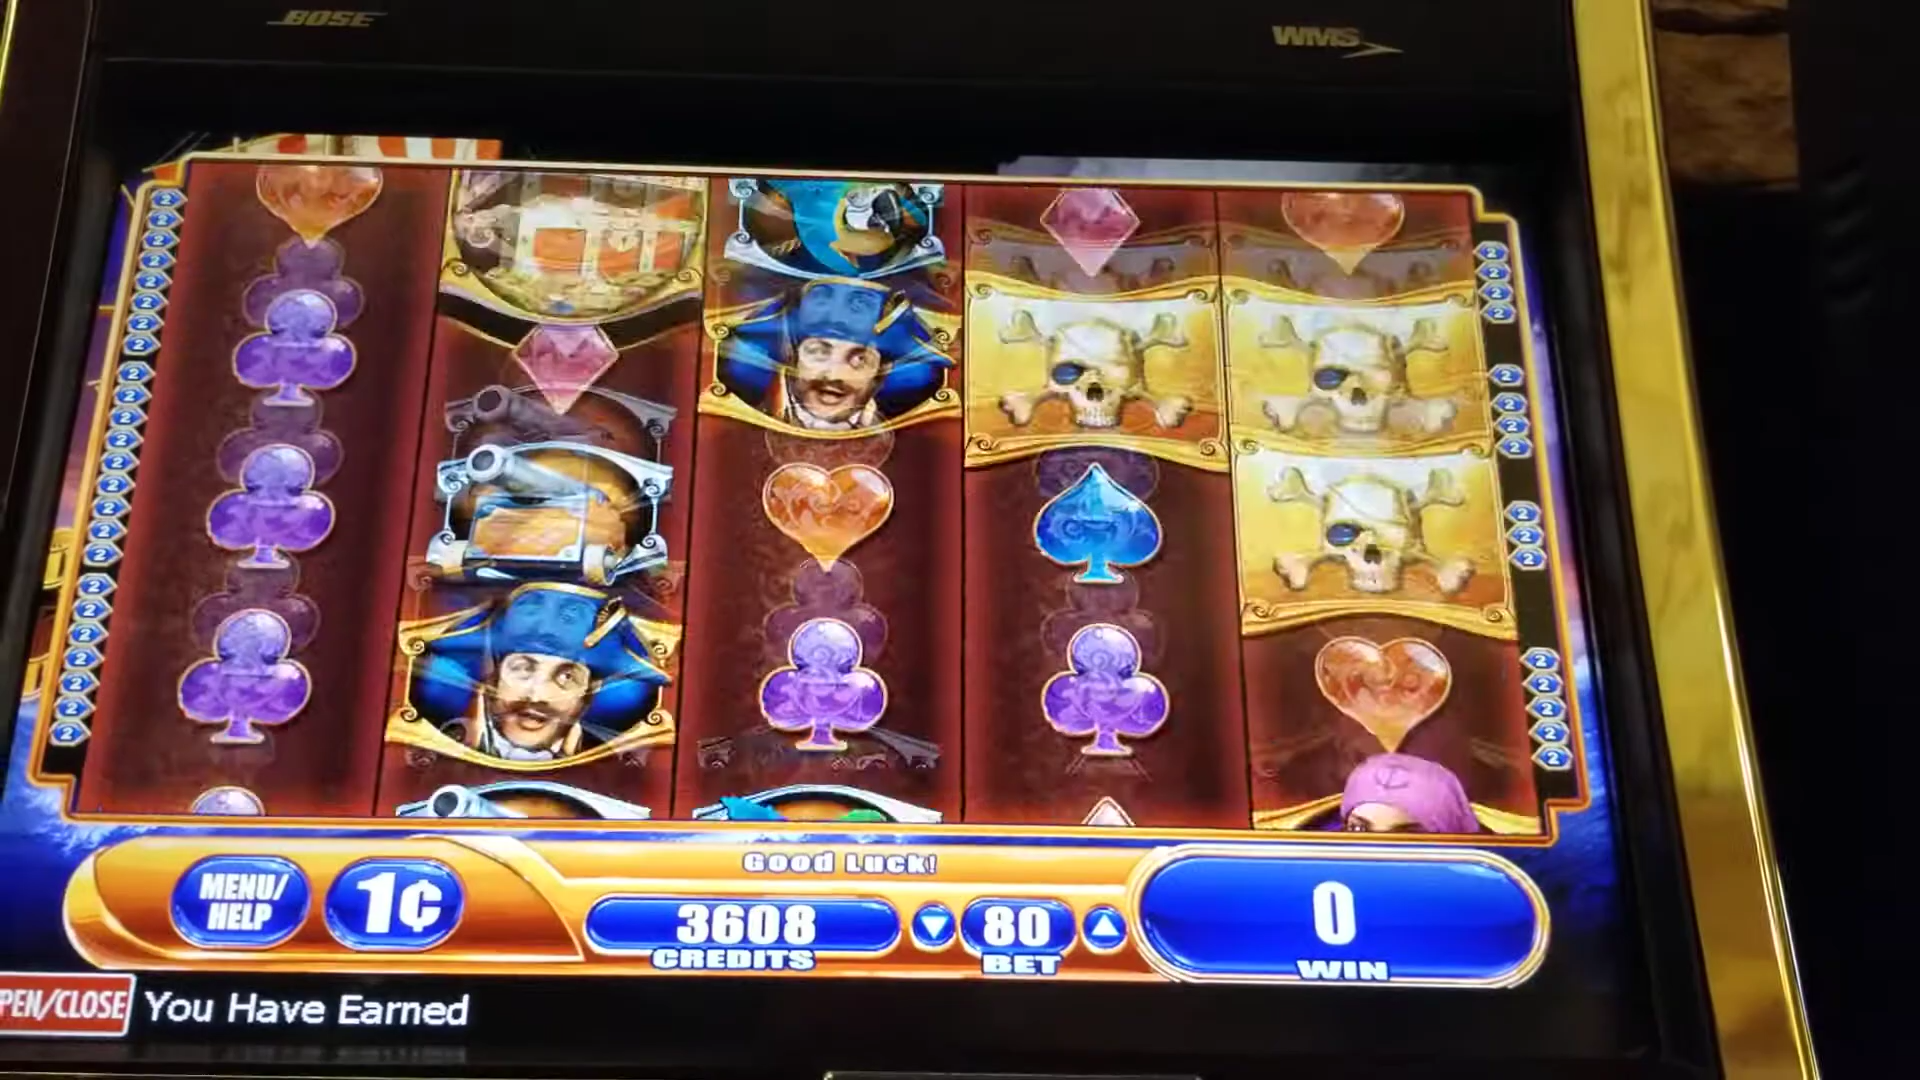 BOSE
WMS
Good Luck!
MENU/
HELP
1¢
3608
CREDITS
80
BET
0
WIN
PEN/CLOSE
You Have Earned